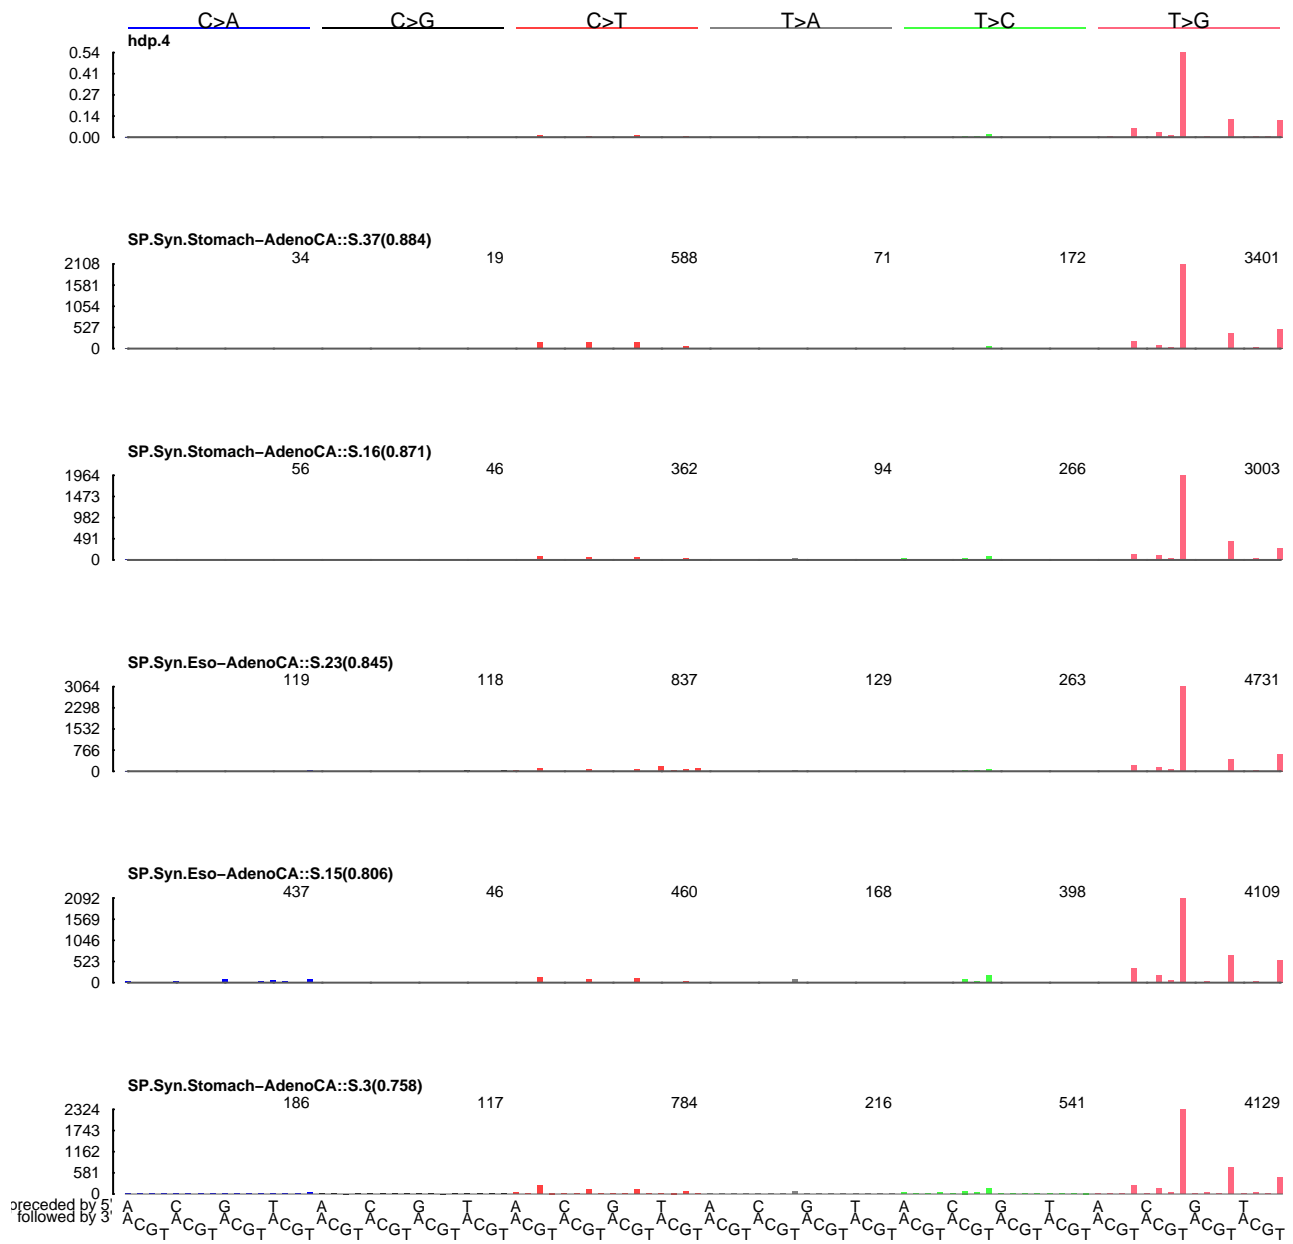 C>A C>G C>T T>A T>C T>G
hdp.4
0.54
0.41
0.27
0.14
0.00
SP.Syn.Stomach−AdenoCA::S.37(0.884)
34 19 588 71 172 3401
2108
1581
1054
527
0
SP.Syn.Stomach−AdenoCA::S.16(0.871)
56 46 362 94 266 3003
1964
1473
982
491
0
SP.Syn.Eso−AdenoCA::S.23(0.845)
119 118 837 129 263 4731
3064
2298
1532
766
0
SP.Syn.Eso−AdenoCA::S.15(0.806)
437 46 460 168 398 4109
2092
1569
1046
523
0
SP.Syn.Stomach−AdenoCA::S.3(0.758)
186 117 784 216 541 4129
2324
1743
1162
581
0
preceded by 5' A C G T A C G T A C G T A C G T A C G T A C G T
followed by 3' A C G T A C G T A C G T A C G T A C G T A C G T A C G T A C G T A C G T A C G T A C G T A C G T A C G T A C G T A C G T A C G T A C G T A C G T A C G T A C G T A C G T A C G T A C G T A C G T